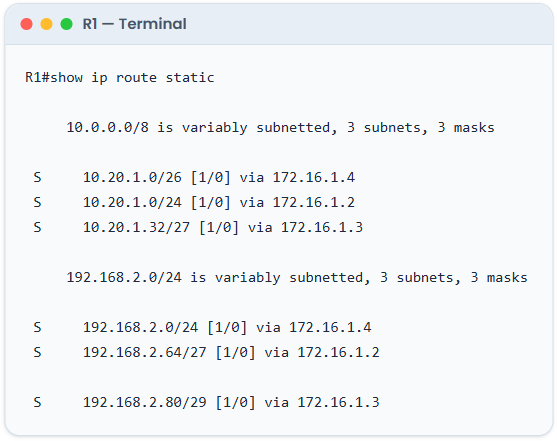 R1 — Terminal
R1#show ip route static
10.0.0.0/8 is variably subnetted, 3 subnets, 3 masks
S 10.20.1.0/26 [1/0] via 172.16.1.4
S 10.20.1.0/24 [1/0] via 172.16.1.2
S 10.20.1.32/27 [1/0] via 172.16.1.3
192.168.2.0/24 is variably subnetted, 3 subnets, 3 masks
S 192.168.2.0/24 [1/0] via 172.16.1.4
S 192.168.2.64/27 [1/0] via 172.16.1.2
S 192.168.2.80/29 [1/0] via 172.16.1.3